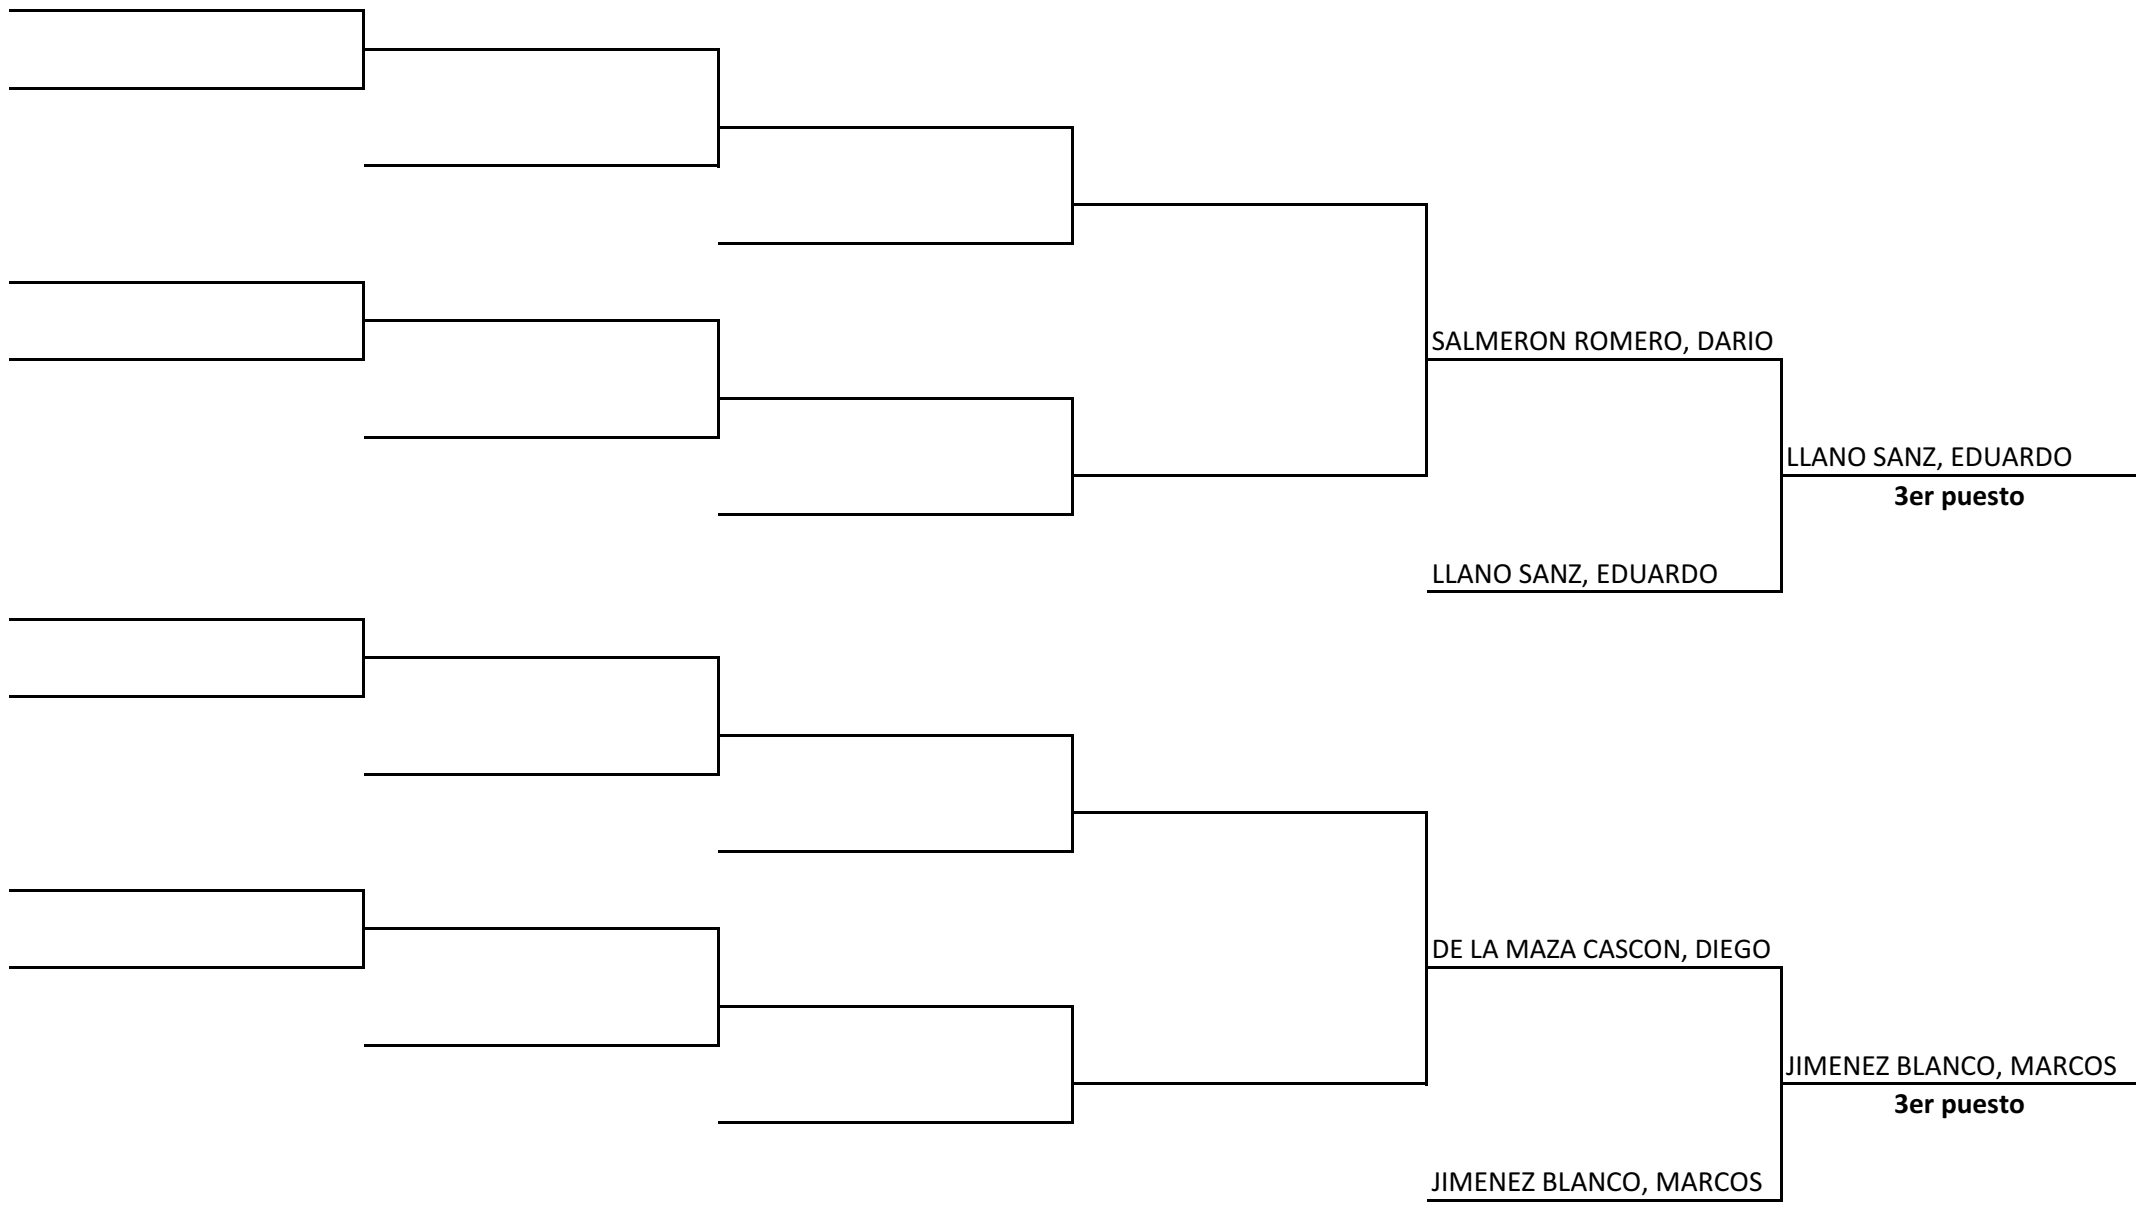 SALMERON ROMERO, DARIO
LLANO SANZ, EDUARDO
3er puesto
LLANO SANZ, EDUARDO
DE LA MAZA CASCON, DIEGO
JIMENEZ BLANCO, MARCOS
3er puesto
JIMENEZ BLANCO, MARCOS